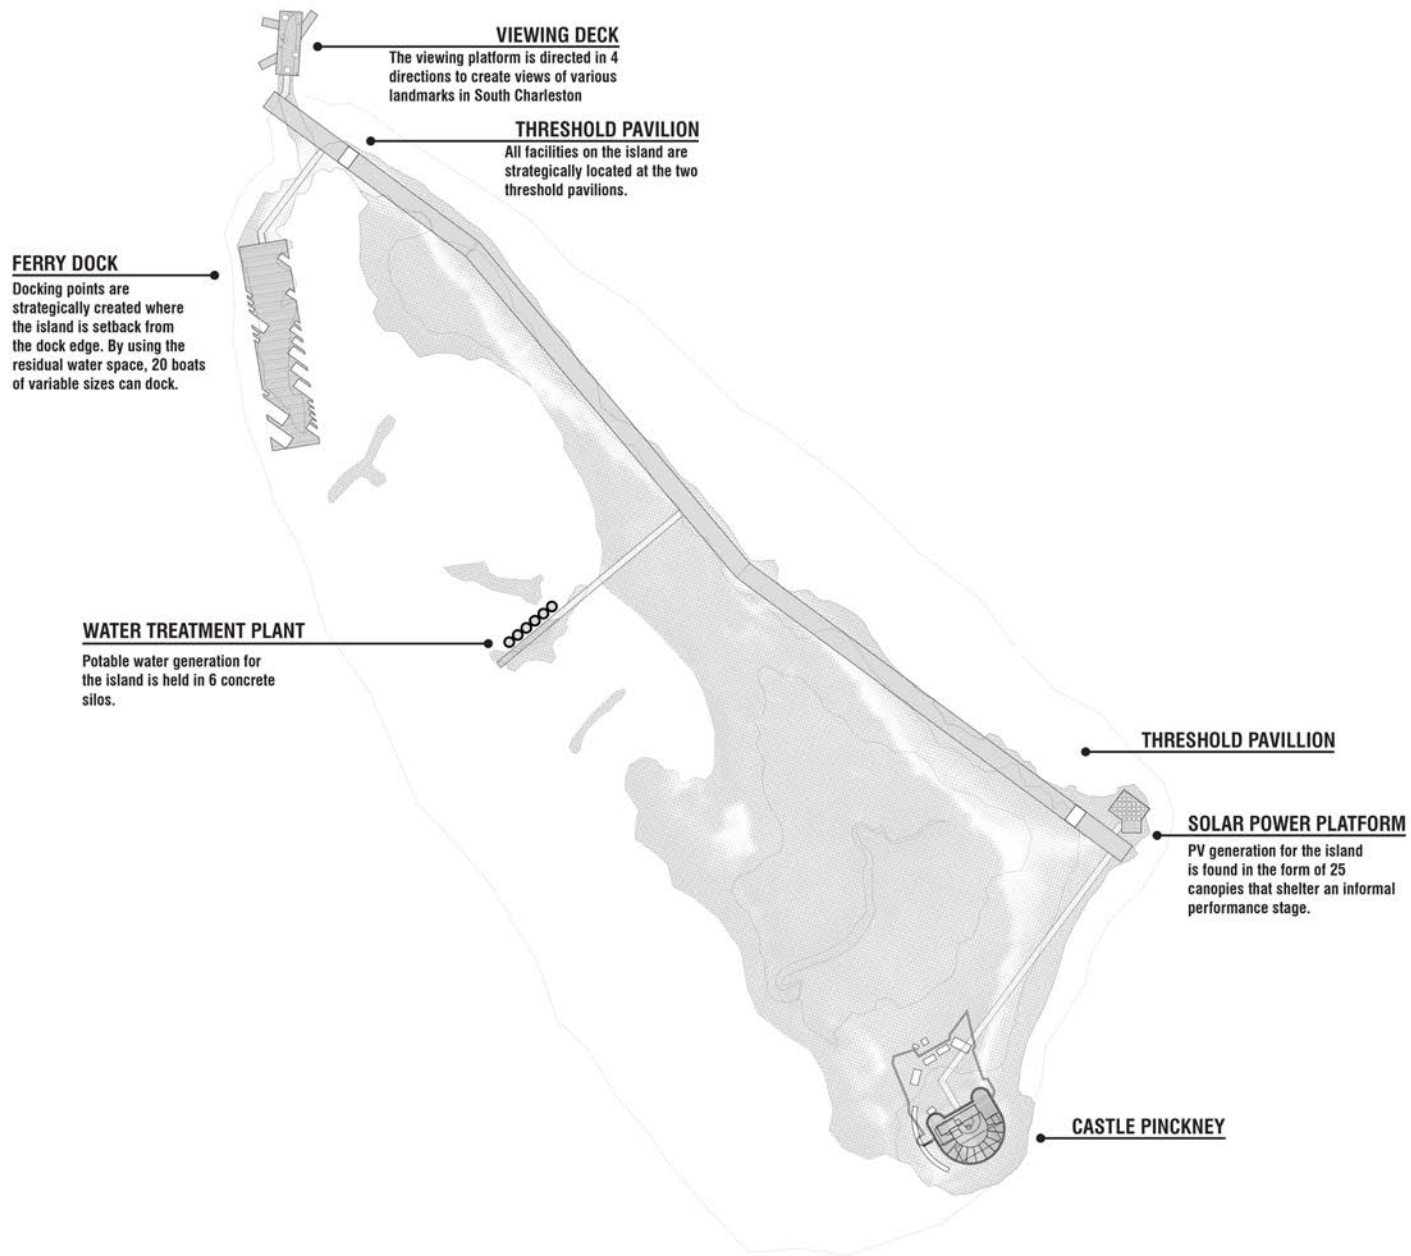 VIEWING DECK
The viewing platform is directed in 4
directions to create views of various
landmarks in South Charleston
THRESHOLD PAVILION
All facilities on the island are
strategically located at the two
threshold pavilions.
FERRY DOCK
Docking points are
strategically created where
the island is setback from
the dock edge. By using the
residual water space, 20 boats
of variable sizes can dock.
WATER TREATMENT PLANT
Potable water generation for
the island is held in 6 concrete
silos.
THRESHOLD PAVILLION
SOLAR POWER PLATFORM
PV generation for the island
is found in the form of 25
canopies that shelter an informal
performance stage.
CASTLE PINCKNEY